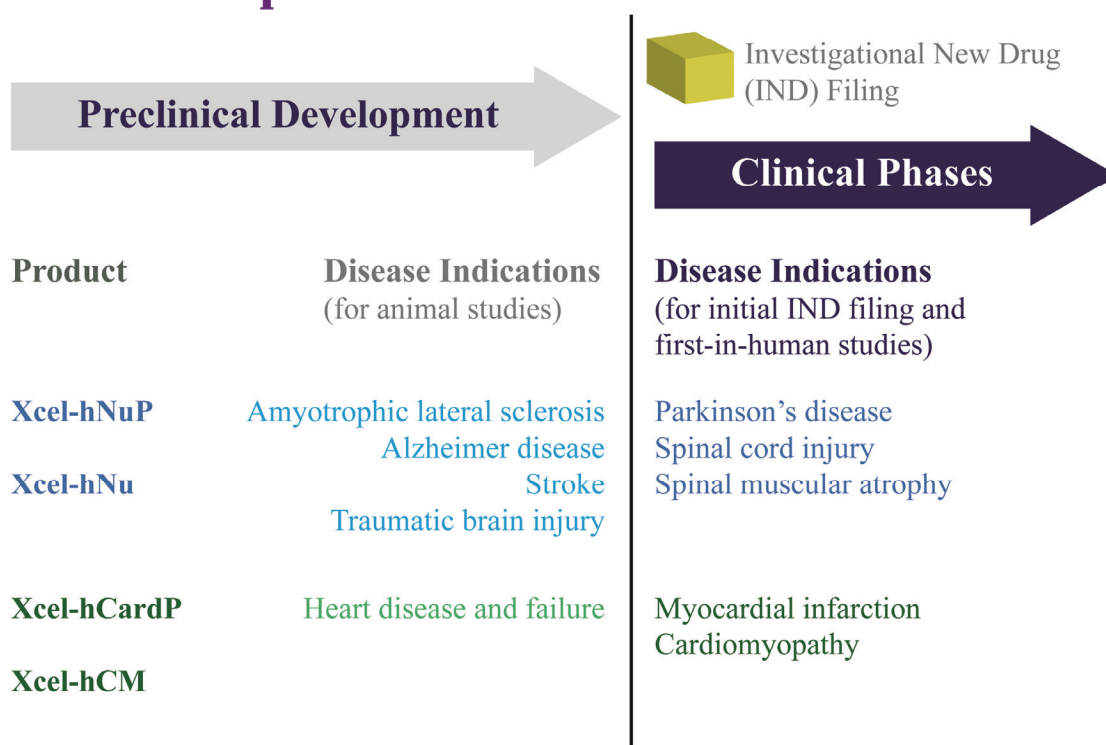 Investigational New Drug
(IND) Filing
Preclinical Development
Clinical Phases
Product
Disease Indications
(for animal studies)
Disease Indications
(for initial IND filing and
first-in-human studies)
Xcel-hNuP
Amyotrophic lateral sclerosis
Parkinson’s disease
Alzheimer disease
Spinal cord injury
Xcel-hNu
Stroke
Spinal muscular atrophy
Traumatic brain injury
Xcel-hCardP
Heart disease and failure
Myocardial infarction
Cardiomyopathy
Xcel-hCM